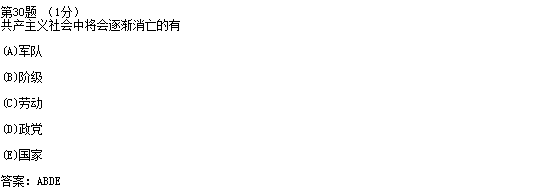 第30题 （1分）
共产主义社会中将会逐渐消亡的有
(A)军队
(B)阶级
(C)劳动
(D)政党
(E)国家
答案：ABDE